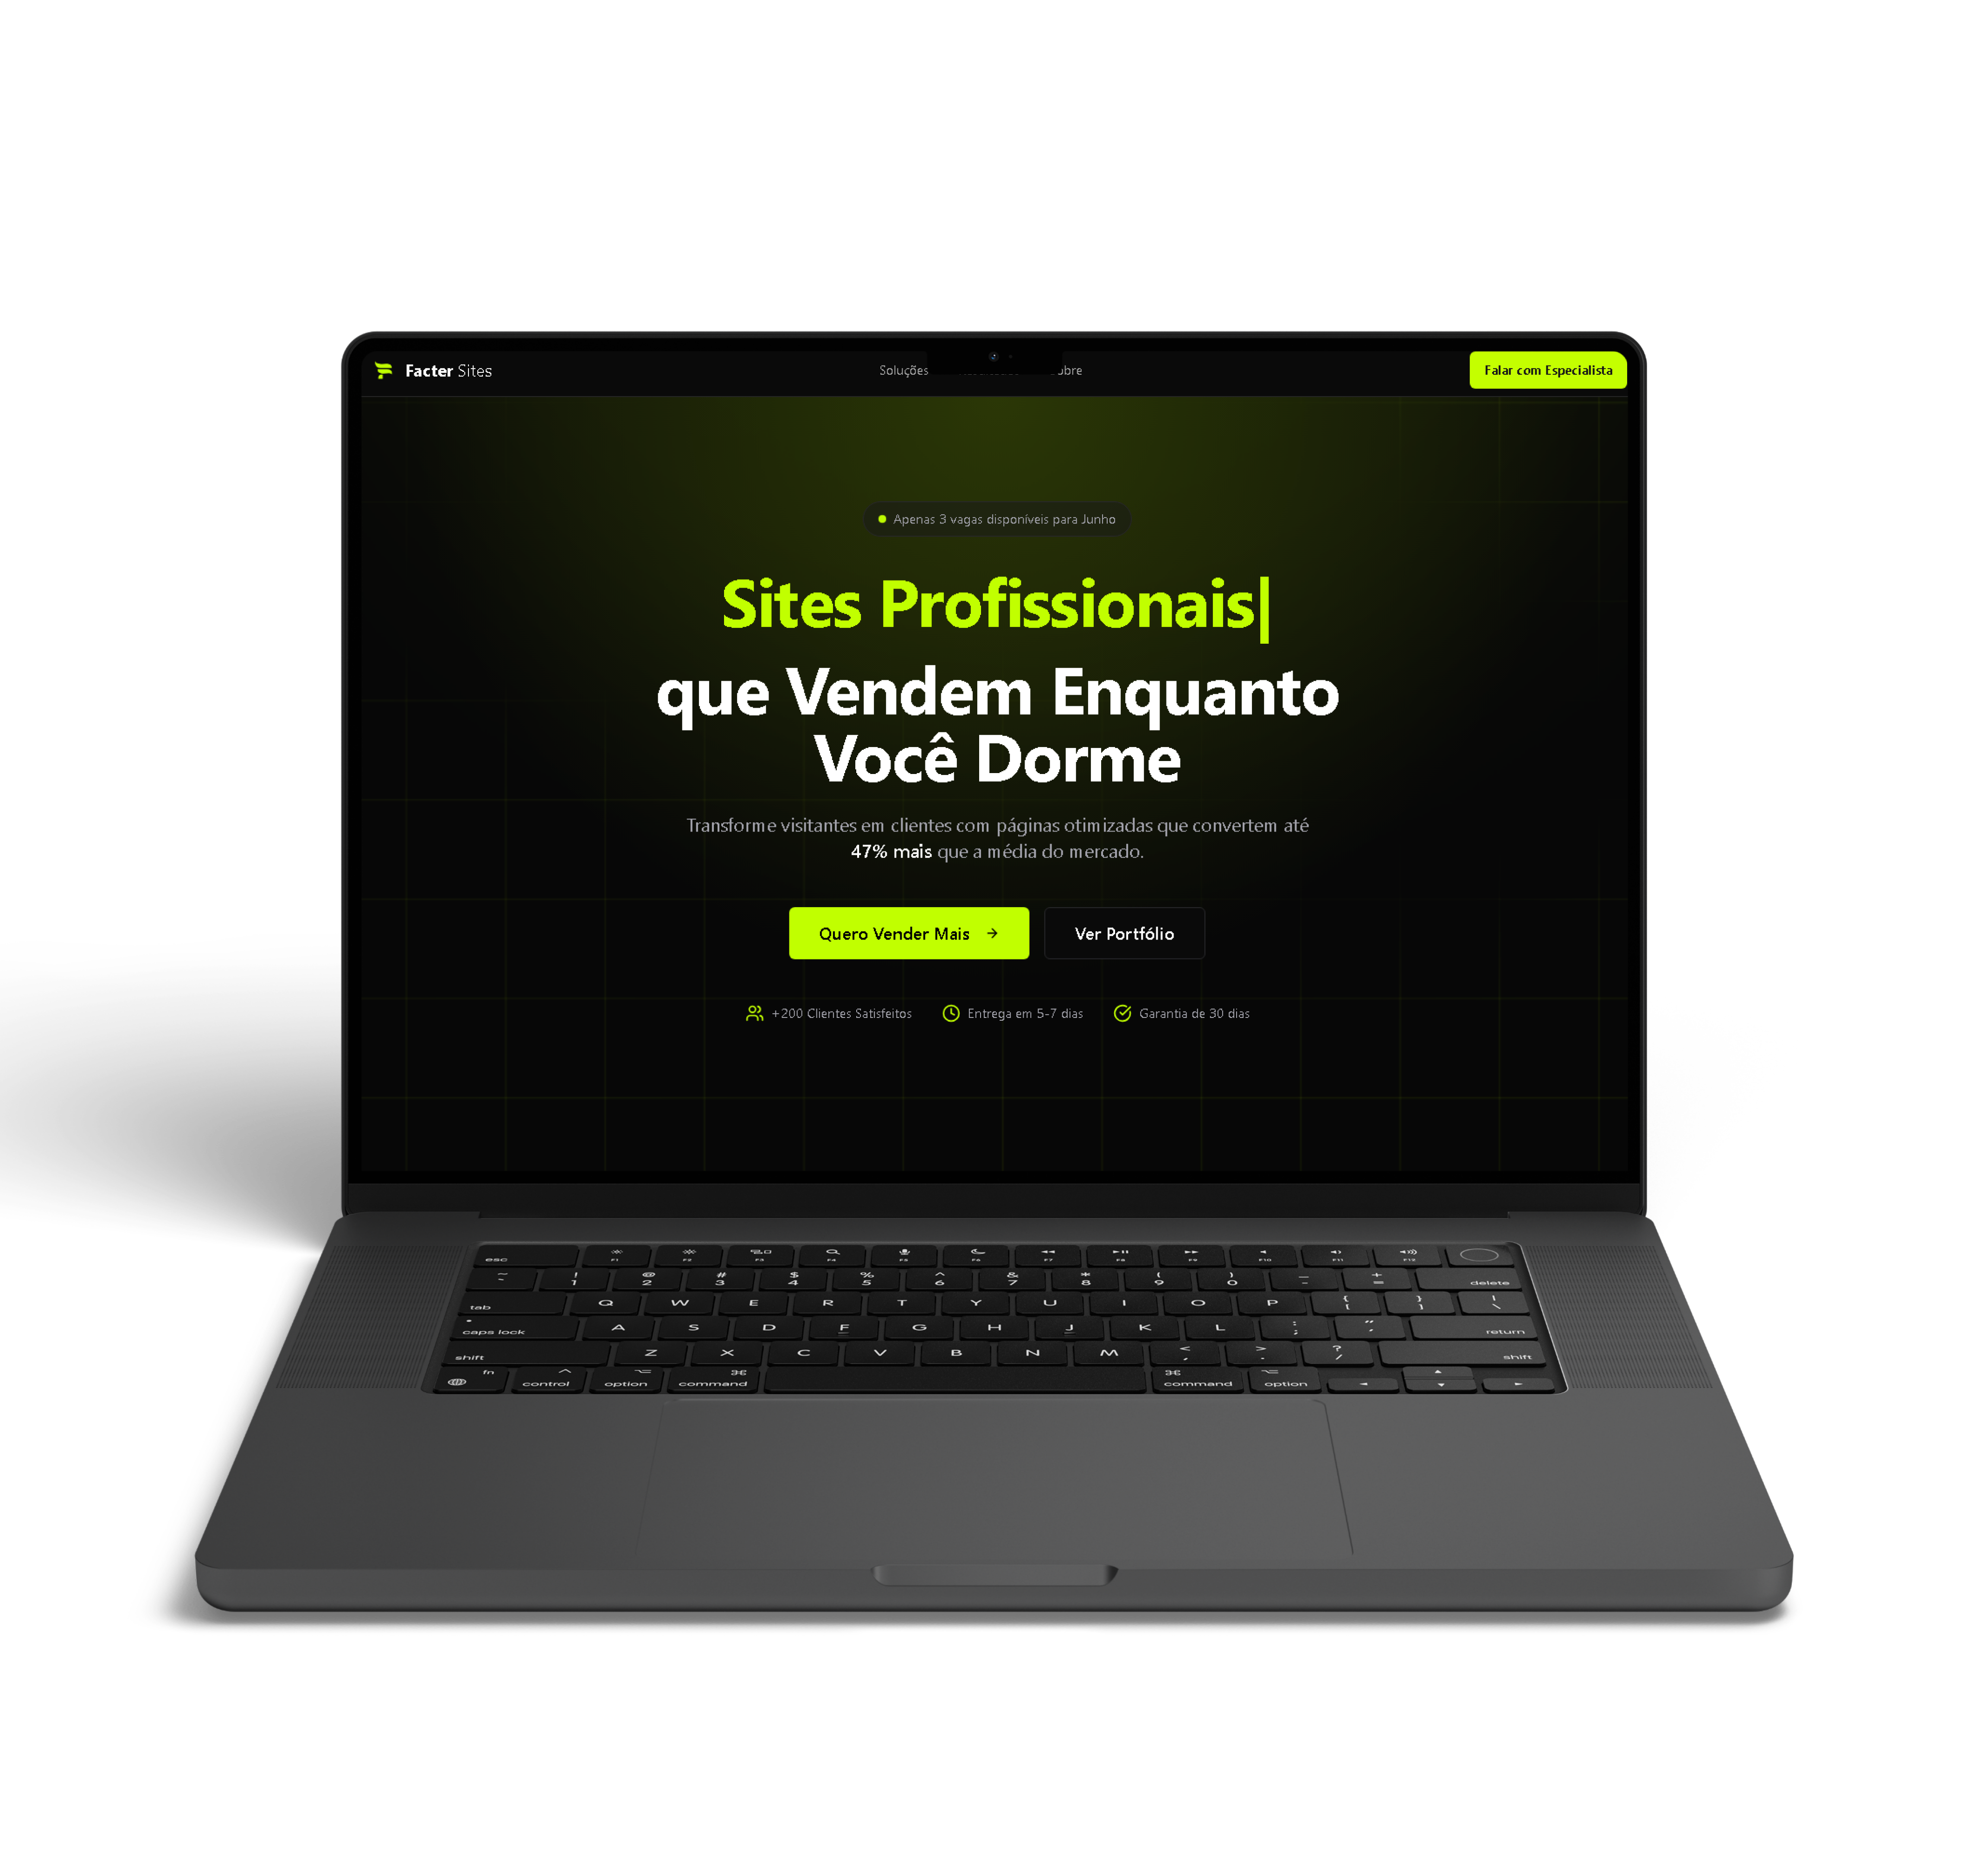 Facter Sites
Soluções
Falar com Especialista
Apenas 3 vagas disponíveis para Junho
Sites Profissionais|
que Vendem Enquanto
Você Dorme
Transforme visitantes em clientes com páginas otimizadas que convertem até
47% mais que a média do mercado.
Quero Vender Mais →
Ver Portfólio
+200 Clientes Satisfeitos
Entrega em 5-7 dias
Garantia de 30 dias
esc F1 F2 F3 F4 F5 F6 F7 F8 F9 F10 F11 F12
~ ` ! 1 @ 2 # 3 $ 4 % 5 ^ 6 & 7 * 8 ( 9 ) 0 _ - + = delete
tab Q W E R T Y U I O P { [ } ] | \
caps lock A S D F G H J K L : ; " ' return
shift Z X C V B N M < , > . ? / shift
fn control option command command option